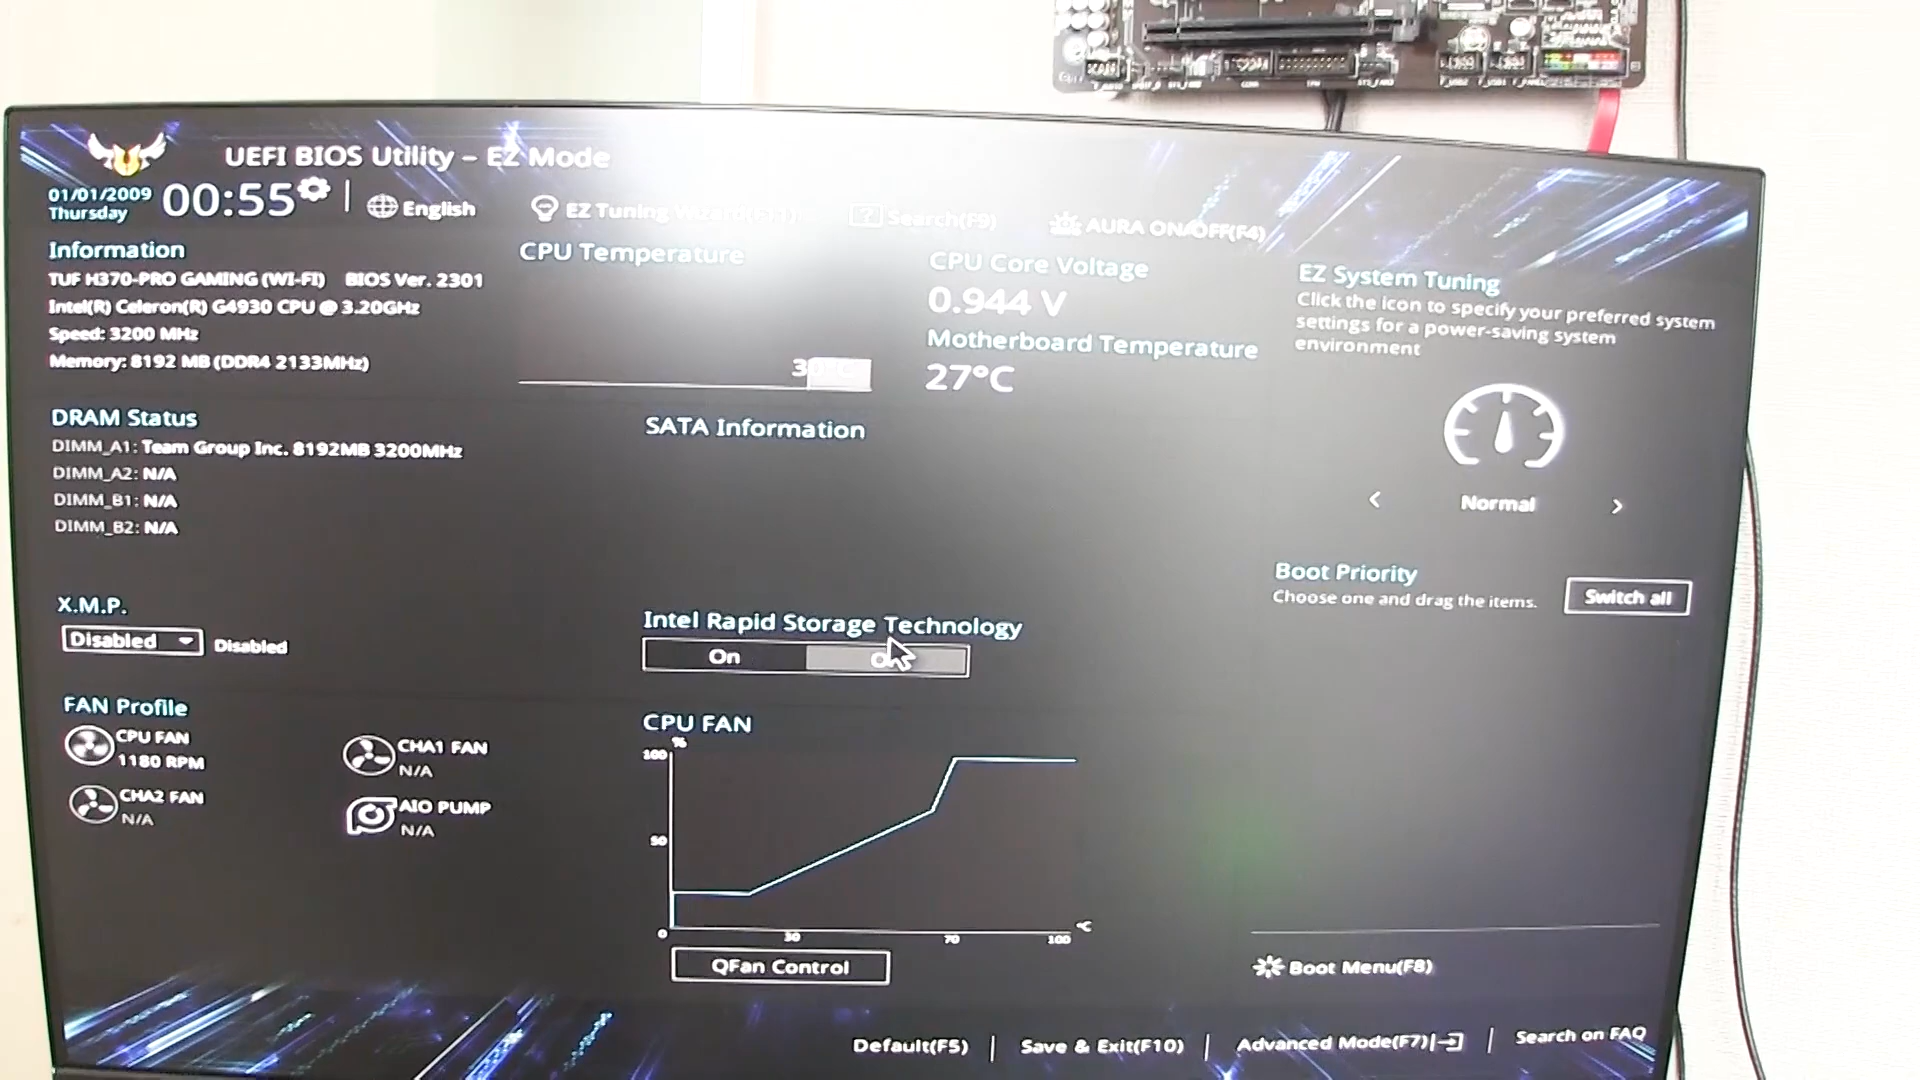 UEFI BIOS Utility – EZ Mode
01/01/2009
Thursday
00:55
English
EZ Tuning Wizard(F11)
Search(F9)
AURA ON/OFF(F4)
Information
TUF H370-PRO GAMING (WI-FI) BIOS Ver. 2301
Intel(R) Celeron(R) G4930 CPU @ 3.20GHz
Speed: 3200 MHz
Memory: 8192 MB (DDR4 2133MHz)
CPU Temperature
CPU Core Voltage
0.944 V
Motherboard Temperature
27°C
EZ System Tuning
Click the icon to specify your preferred system
settings for a power-saving system
environment
Normal
DRAM Status
DIMM_A1: Team Group Inc. 8192MB 3200MHz
DIMM_A2: N/A
DIMM_B1: N/A
DIMM_B2: N/A
SATA Information
X.M.P.
Disabled
Disabled
Intel Rapid Storage Technology
On
Boot Priority
Choose one and drag the items.
Switch all
FAN Profile
CPU FAN
1180 RPM
CHA1 FAN
N/A
CHA2 FAN
N/A
AIO PUMP
N/A
CPU FAN
%
100
50
0
30
70
100
°C
QFan Control
Boot Menu(F8)
Default(F5)
Save & Exit(F10)
Advanced Mode(F7)
Search on FAQ